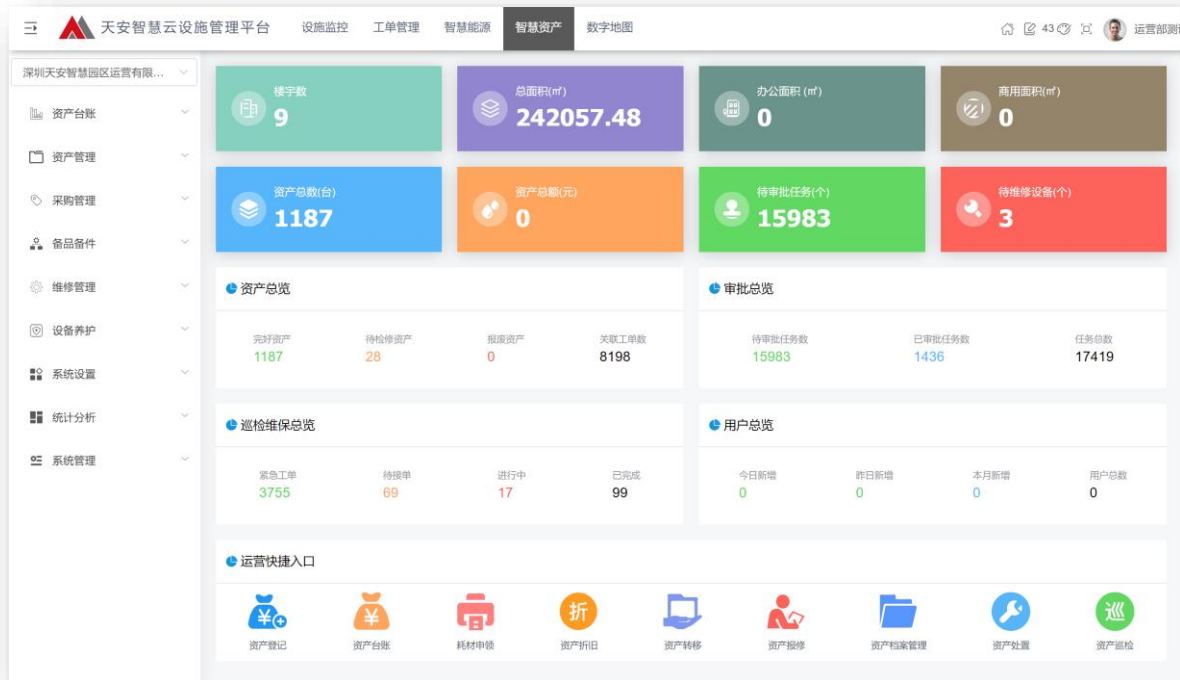 天安智慧云设施管理平台 设施监控 工单管理 智慧能源 智慧资产 数字地图 43 运营部测
深圳天安智慧园区运营有限...
资产台账
资产管理
采购管理
备品备件
维修管理
设备养护
系统设置
统计分析
系统管理
楼宇数 总面积(㎡) 办公面积 (㎡) 商用面积(㎡)
9 242057.48 0 0
资产总数(台) 资产总额(元) 待审批任务(个) 待维修设备(个)
1187 0 15983 3
资产总览 审批总览
完好资产 待检修资产 报废资产 关联工单数 待审批任务数 已审批任务数 任务总数
1187 28 0 8198 15983 1436 17419
巡检维保总览 用户总览
紧急工单 待接单 进行中 已完成 今日新增 昨日新增 本月新增 用户总数
3755 69 17 99 0 0 0 0
运营快捷入口
折 巡
资产登记 资产台账 耗材申领 资产折旧 资产转移 资产报修 资产档案管理 资产处置 资产巡检